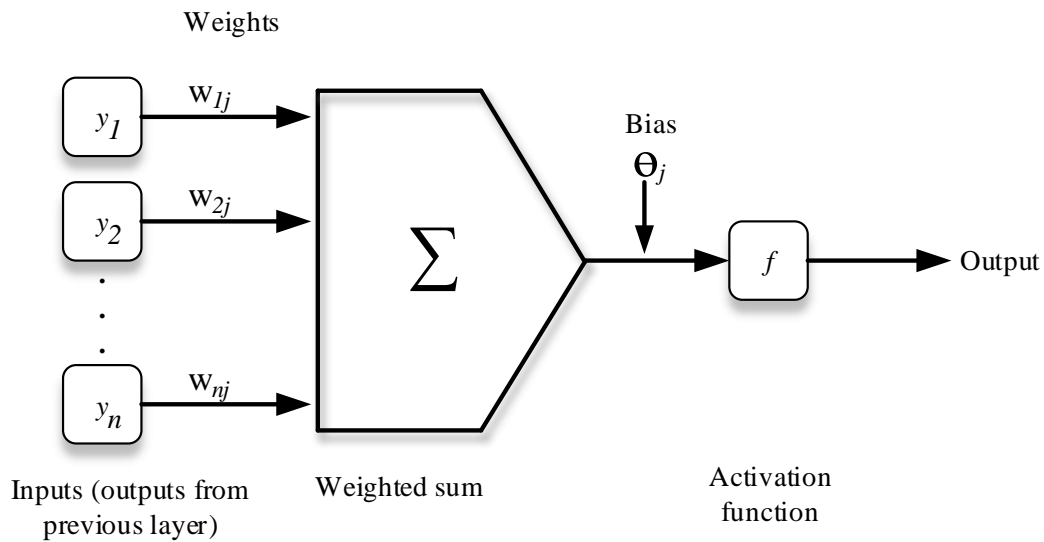 Weights
y1
w1j
y2
w2j
.
.
.
yn
wnj
∑
Bias
Θj
f
Output
Inputs (outputs from
previous layer)
Weighted sum
Activation
function